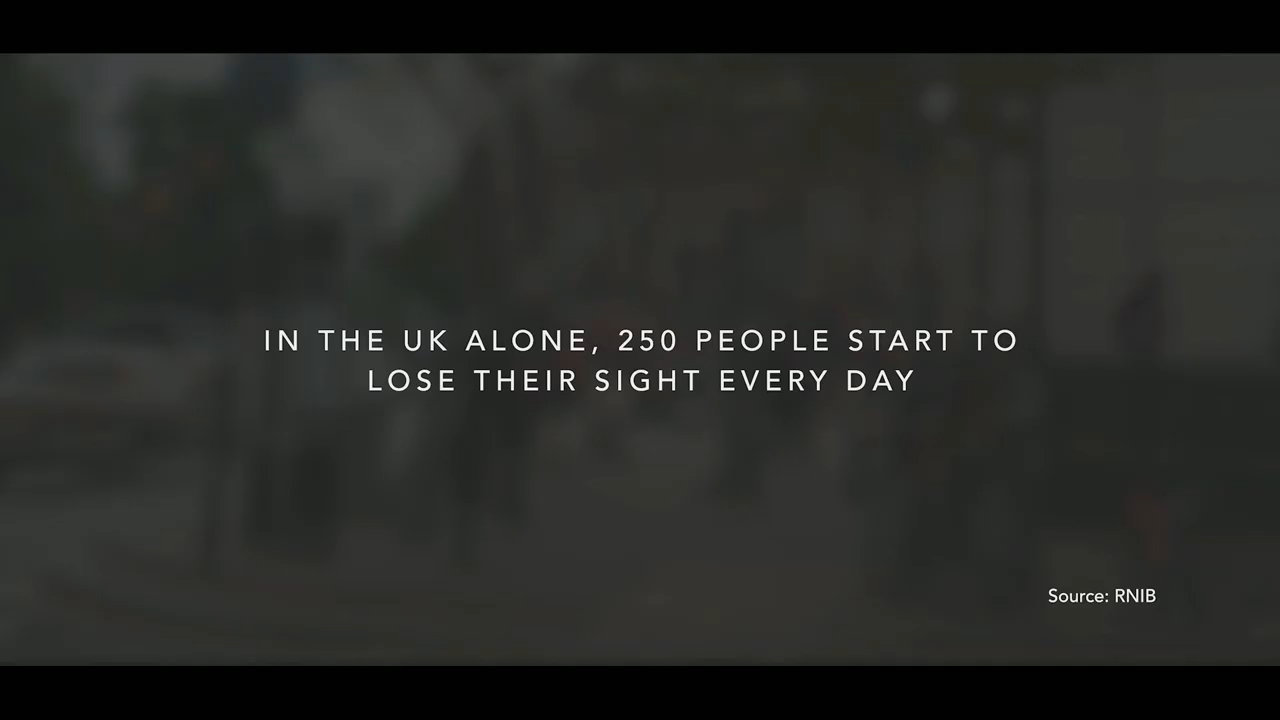 IN THE UK ALONE, 250 PEOPLE START TO
LOSE THEIR SIGHT EVERY DAY
Source: RNIB